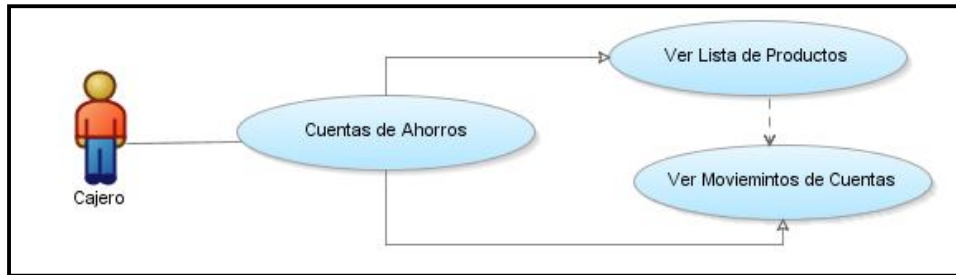 Ver Lista de Productos
Cuentas de Ahorros
Ver Moviemintos de Cuentas
Cajero